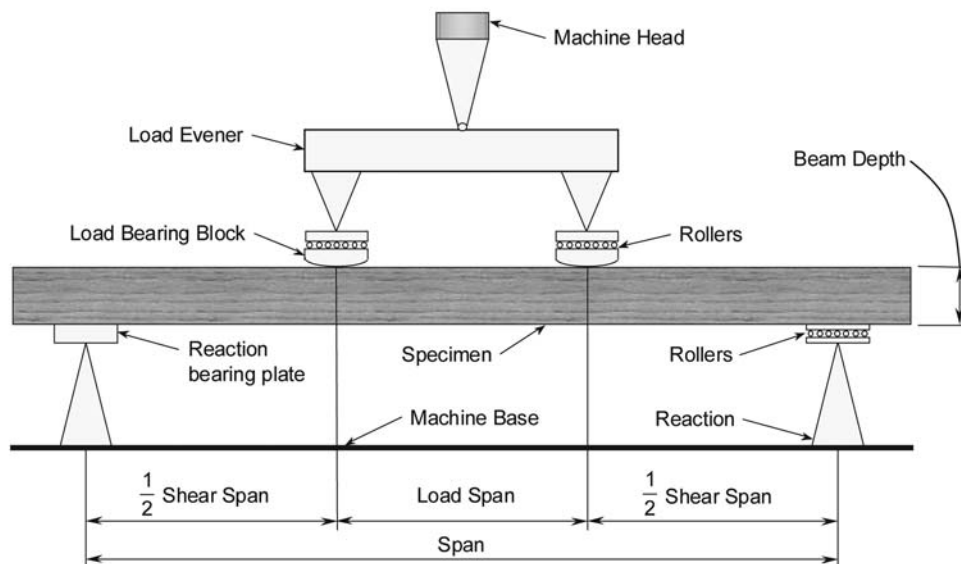 Machine Head
Load Evener
Beam Depth
Load Bearing Block
Rollers
Reaction
bearing plate
Specimen
Rollers
Machine Base
Reaction
1/2 Shear Span
Load Span
1/2 Shear Span
Span